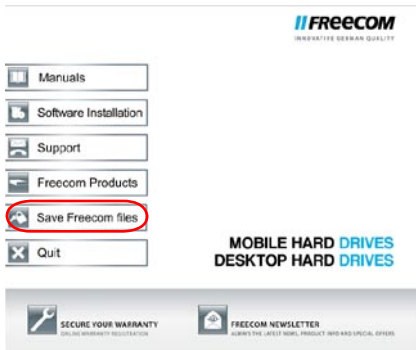 FREECOM
INNOVATIVE GERMAN QUALITY
Manuals
Software Installation
Support
Freecom Products
Save Freecom files
Quit
MOBILE HARD DRIVES
DESKTOP HARD DRIVES
SECURE YOUR WARRANTY
ONLINE WARRANTY REGISTRATION
FREECOM NEWSLETTER
ALWAYS THE LATEST NEWS, PRODUCT INFO AND SPECIAL OFFERS